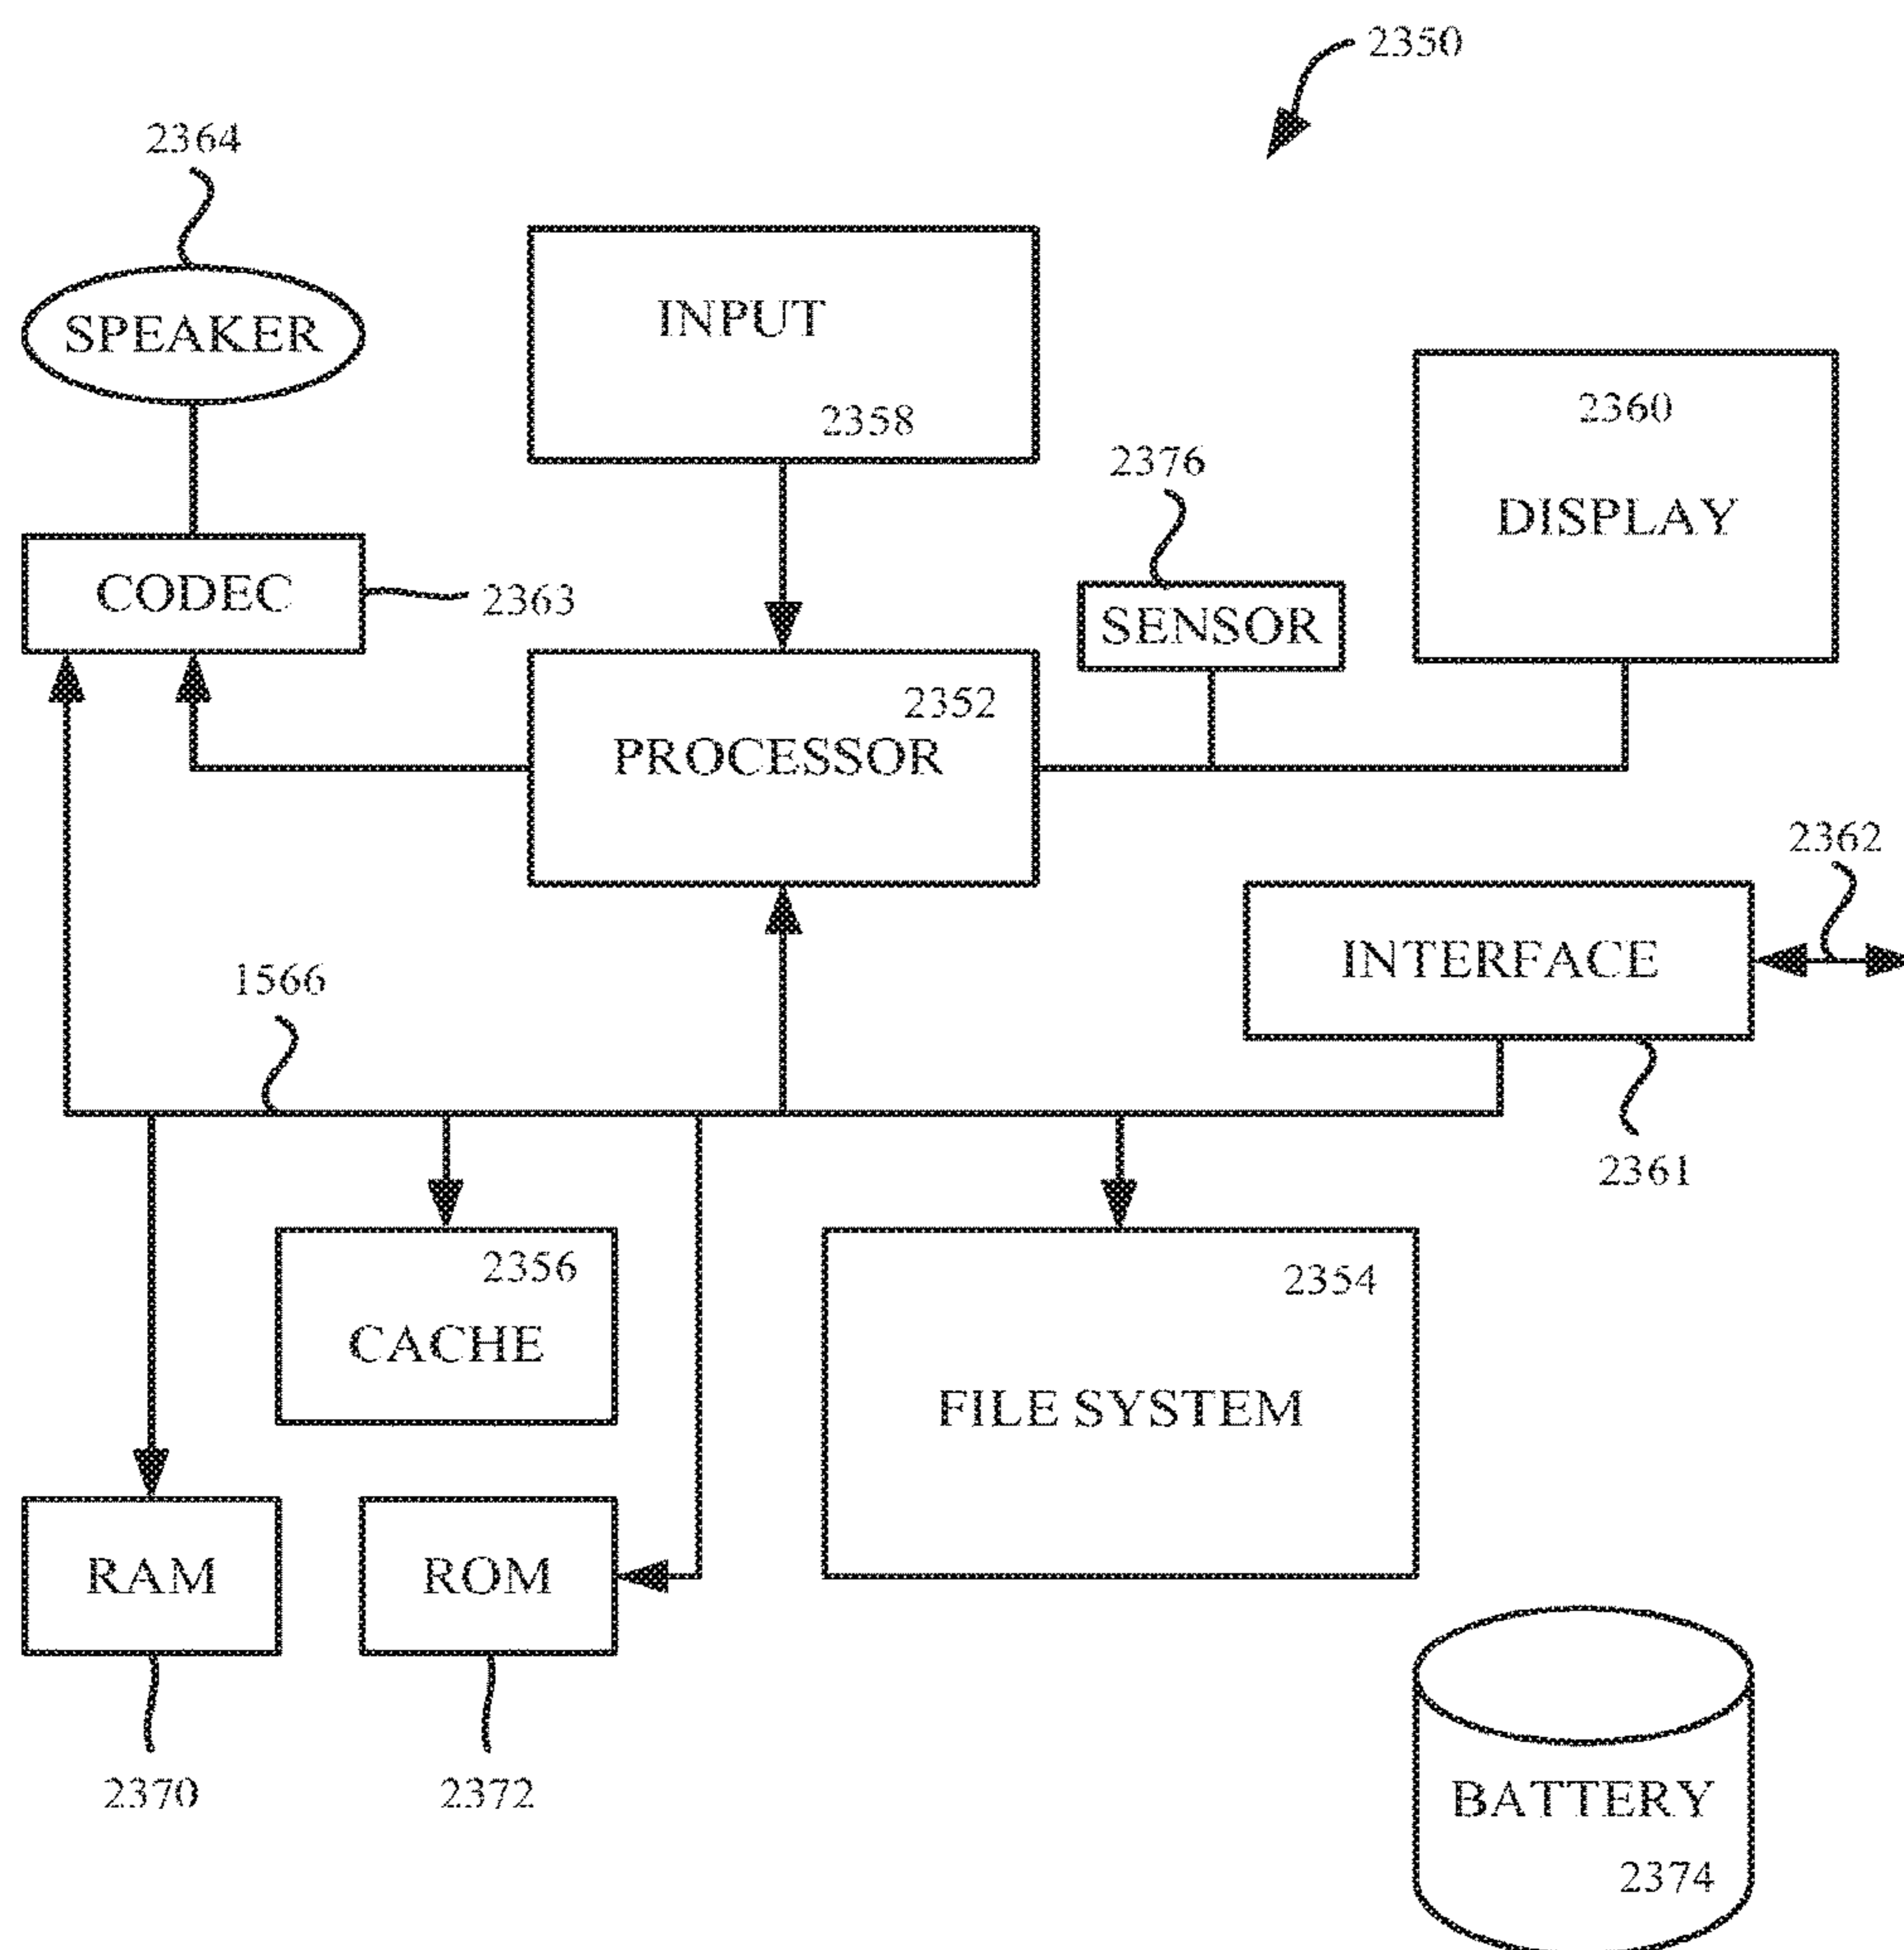 2350
2364
SPEAKER
INPUT
2358
2360
DISPLAY
2376
SENSOR
CODEC
2363
2352
PROCESSOR
2362
INTERFACE
1566
2361
2356
CACHE
2354
FILE SYSTEM
RAM
ROM
2370
2372
BATTERY
2374